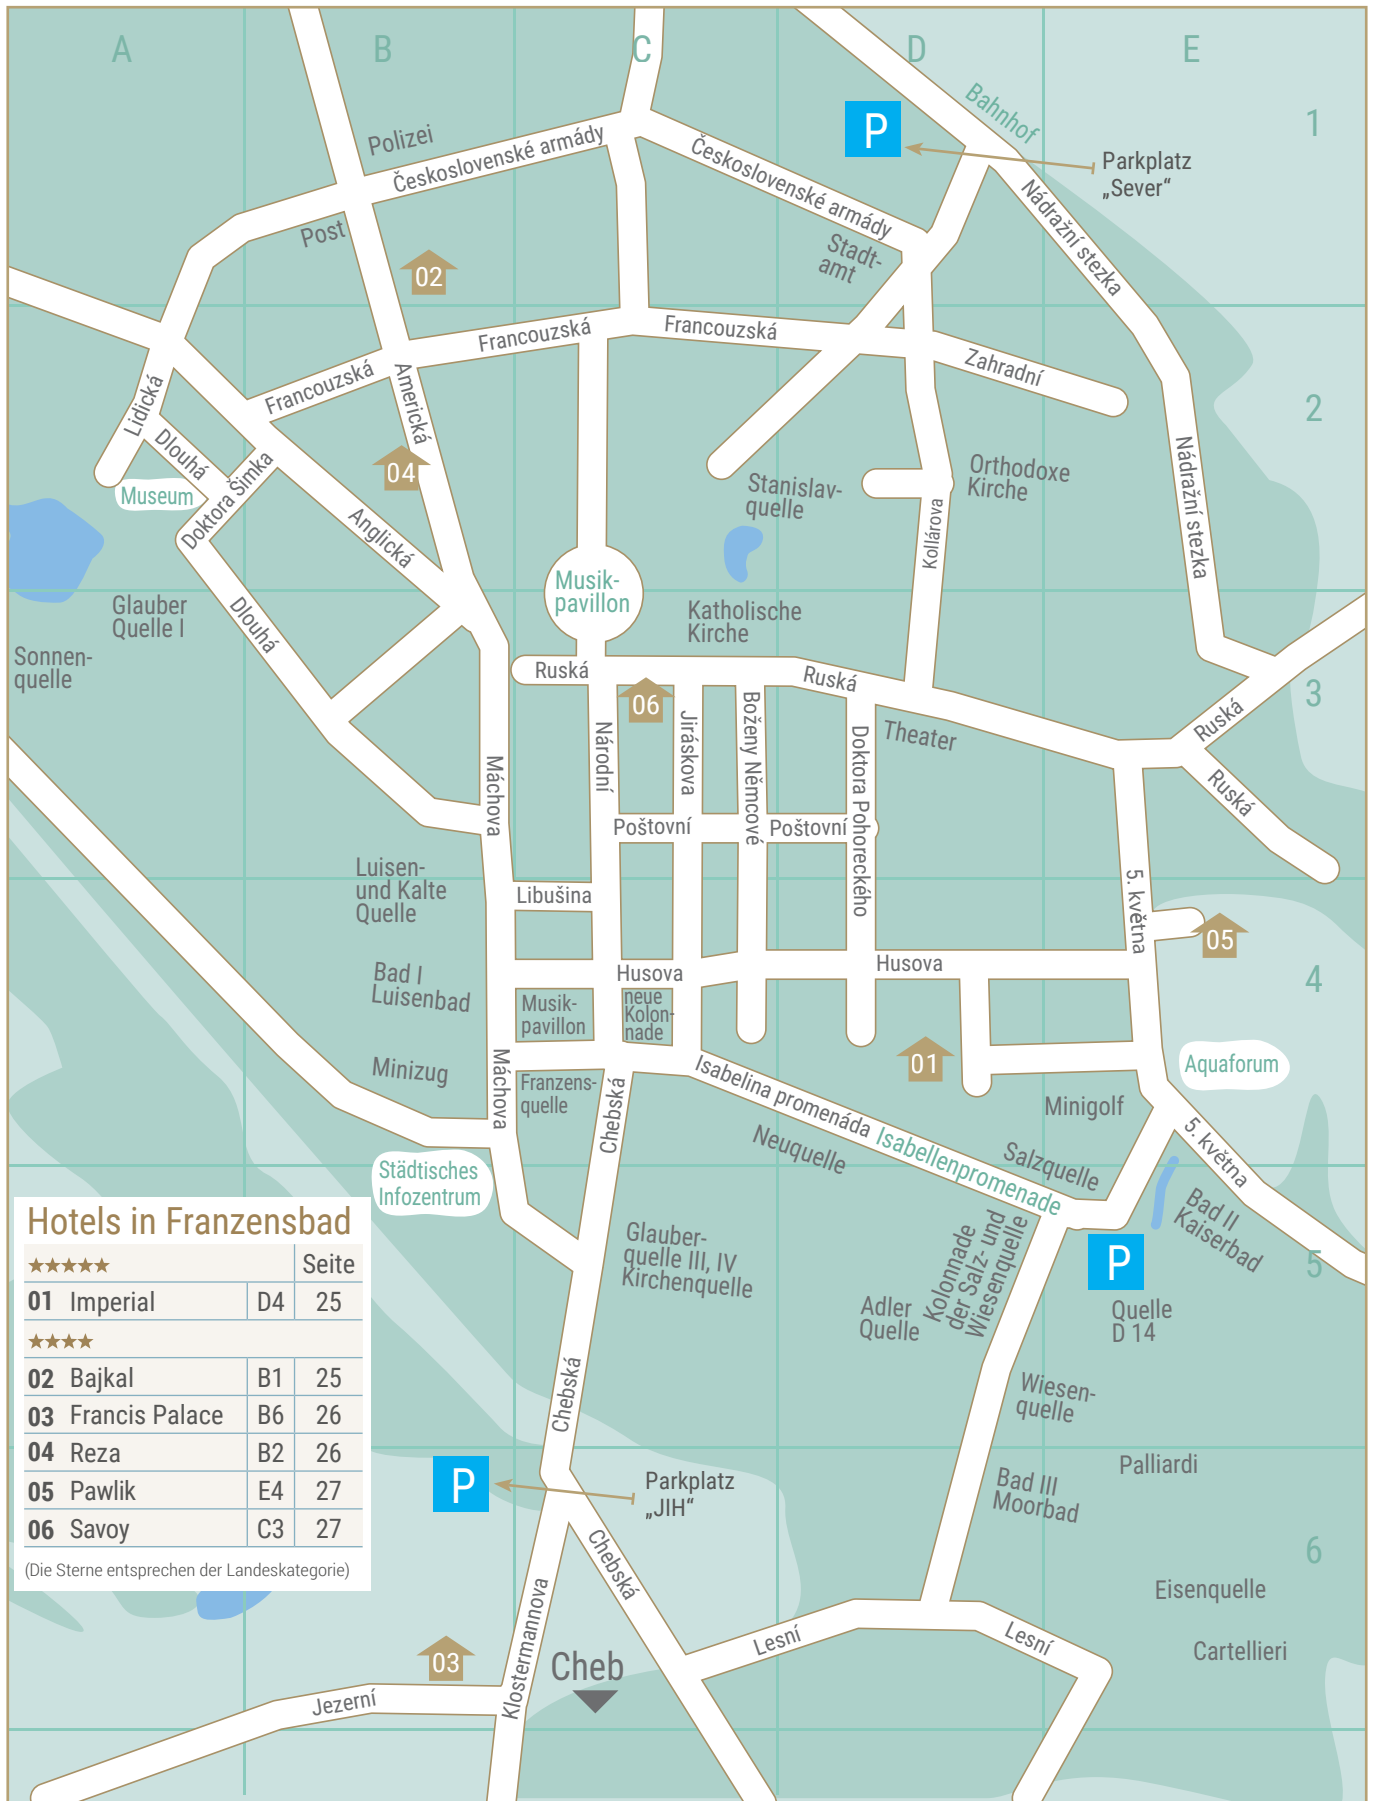 A
B
C
D
E
1
Bahnhof
P
Parkplatz
„Sever“
Polizei
Československé armády
Československé armády
Nádražní stezka
Post
Stadt-
amt
02
Francouzská
Francouzská
Francouzská
Zahradní
2
Lidická
Americká
Dlouhá
04
Museum
Doktora Šimka
Anglická
Stanislav-
quelle
Orthodoxe
Kirche
Kollárova
Nádražní stezka
Musik-
pavillon
Glauber
Quelle I
Dlouhá
Katholische
Kirche
Sonnen-
quelle
Ruská
Ruská
3
06
Národní
Jiráskova
Boženy Němcové
Doktora Pohoreckého
Theater
Ruská
Ruská
Máchova
Poštovní
Poštovní
Luisen-
und Kalte
Quelle
Libušina
5. května
05
Bad I
Luisenbad
Husova
Husova
4
Musik-
pavillon
neue
Kolon-
nade
Minizug
Máchova
Franzens-
quelle
Chebská
Isabelina promenáda
Isabellenpromenade
01
Aquaforum
Minigolf
5. května
Neuquelle
Salzquelle
Städtisches
Infozentrum
Bad II
Kaiserbad
Glauber-
quelle III, IV
Kirchenquelle
Kolonnade
der Salz- und
Wiesenquelle
P
5
Adler
Quelle
Quelle
D 14
Hotels in Franzensbad
★★★★★ Seite
01 Imperial D4 25
★★★★
02 Bajkal B1 25
03 Francis Palace B6 26
04 Reza B2 26
05 Pawlik E4 27
06 Savoy C3 27
(Die Sterne entsprechen der Landeskategorie)
Chebská
Wiesen-
quelle
P
Parkplatz
„JIH“
Palliardi
Bad III
Moorbad
6
Chebská
Klostermannova
Eisenquelle
Lesní
Lesní
Cartellieri
03
Cheb
Jezerní